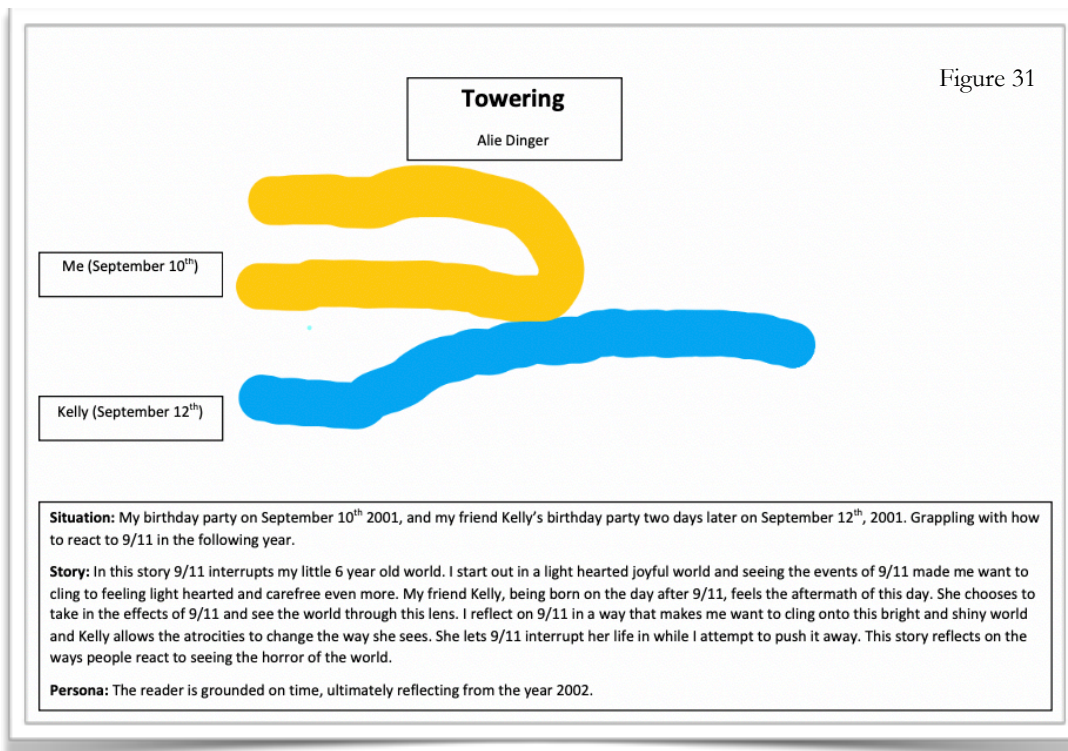 Figure 31
Towering
Alie Dinger
Me (September 10th)
Kelly (September 12th)
Situation: My birthday party on September 10th 2001, and my friend Kelly's birthday party two days later on September 12th, 2001. Grappling with how
to react to 9/11 in the following year.
Story: In this story 9/11 interrupts my little 6 year old world. I start out in a light hearted joyful world and seeing the events of 9/11 made me want to
cling to feeling light hearted and carefree even more. My friend Kelly, being born on the day after 9/11, feels the aftermath of this day. She chooses to
take in the effects of 9/11 and see the world through this lens. I reflect on 9/11 in a way that makes me want to cling onto this bright and shiny world
and Kelly allows the atrocities to change the way she sees. She lets 9/11 interrupt her life in while I attempt to push it away. This story reflects on the
ways people react to seeing the horror of the world.
Persona: The reader is grounded on time, ultimately reflecting from the year 2002.